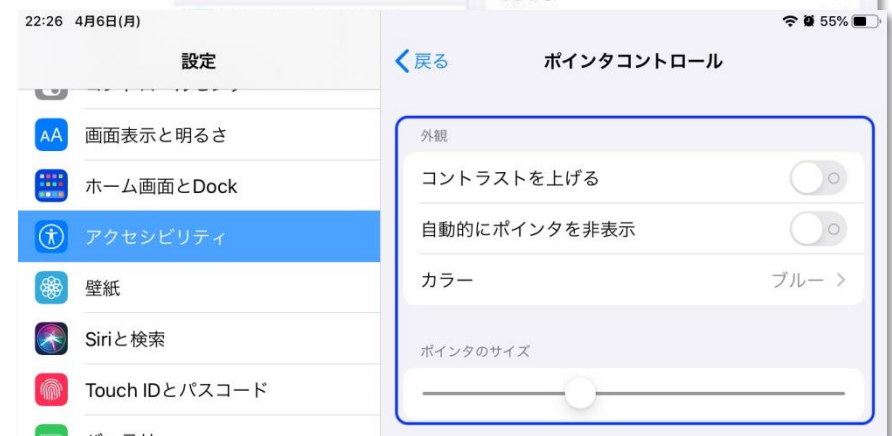 22:26 4月6日(月)
55%
設定
戻る
ポインタコントロール
AA
画面表示と明るさ
ホーム画面とDock
アクセシビリティ
壁紙
Siriと検索
Touch IDとパスコード
外観
コントラストを上げる
自動的にポインタを非表示
カラー
ブルー
ポインタのサイズ